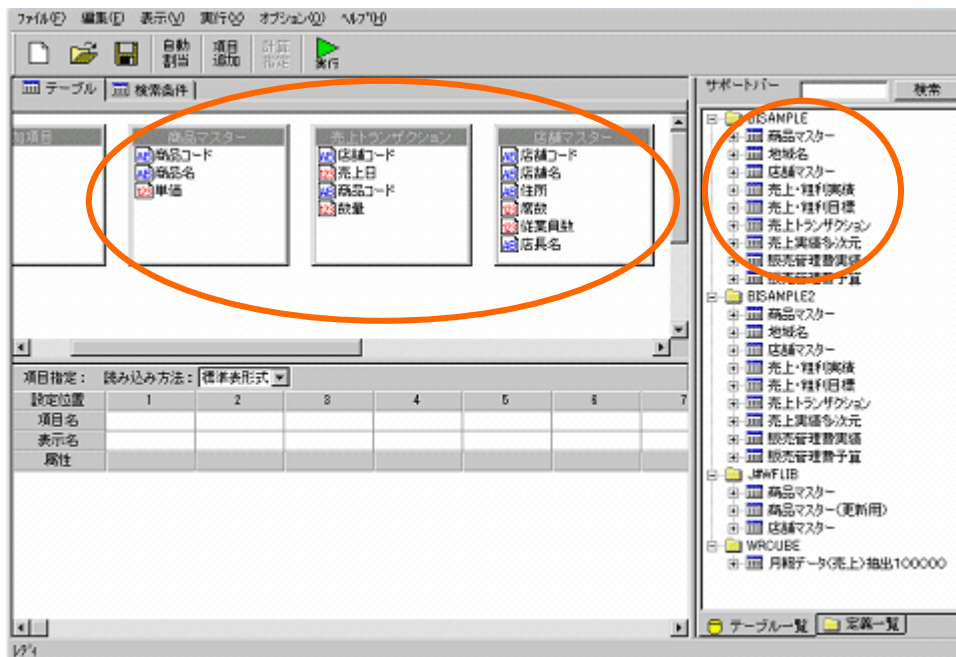 ファイル(F) 編集(E) 表示(V) 実行(X) オプション(O) ヘルプ(H)
自動割当 項目追加 計算指定 実行
テーブル 検索条件
サポートバー 検索
加項目
商品マスター
商品コード
商品名
単価
売上トランザクション
店舗コード
売上日
商品コード
数量
店舗マスター
店舗コード
店舗名
住所
席数
従業員数
店長名
項目指定: 読み込み方法: 標準表形式
設定位置 1 2 3 4 5 6 7
項目名
表示名
属性
BISAMPLE
商品マスター
地域名
店舗マスター
売上・粗利実績
売上・粗利目標
売上トランザクション
売上実績多次元
販売管理費実績
販売管理費予算
BISAMPLE2
商品マスター
地域名
店舗マスター
売上・粗利実績
売上・粗利目標
売上トランザクション
売上実績多次元
販売管理費実績
販売管理費予算
J#WFLIB
商品マスター
商品マスター(更新用)
店舗マスター
WRCUBE
月報データ(売上)抽出100000
テーブル一覧 定義一覧
レディ